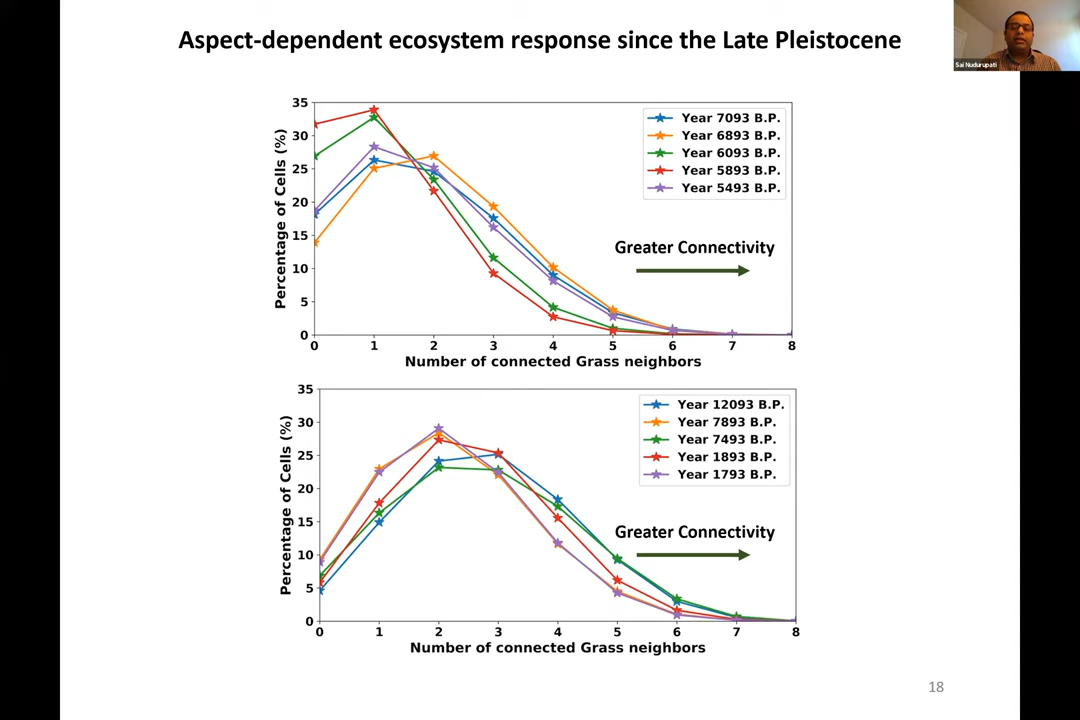 Aspect-dependent ecosystem response since the Late Pleistocene
Sai Nudurupati
35
30
25
20
15
10
5
0
Percentage of Cells (%)
Year 7093 B.P.
Year 6893 B.P.
Year 6093 B.P.
Year 5893 B.P.
Year 5493 B.P.
Greater Connectivity
0 1 2 3 4 5 6 7 8
Number of connected Grass neighbors
35
30
25
20
15
10
5
0
Percentage of Cells (%)
Year 12093 B.P.
Year 7893 B.P.
Year 7493 B.P.
Year 1893 B.P.
Year 1793 B.P.
Greater Connectivity
0 1 2 3 4 5 6 7 8
Number of connected Grass neighbors
18